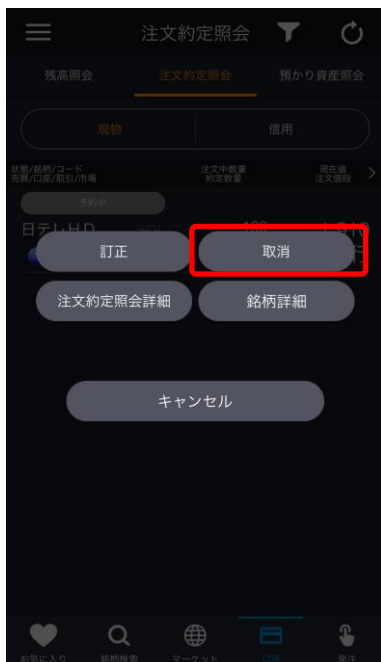 注文約定照会
残高照会 注文約定照会 預かり資産照会
現物 信用
状態/銘柄/コード 注文中数量 現在値
売買/口座/取引/市場 約定数量 注文値段
予約中
日テレHD
訂正 取消
注文約定照会詳細 銘柄詳細
キャンセル
お気に入り 銘柄検索 マーケット 口座 発注